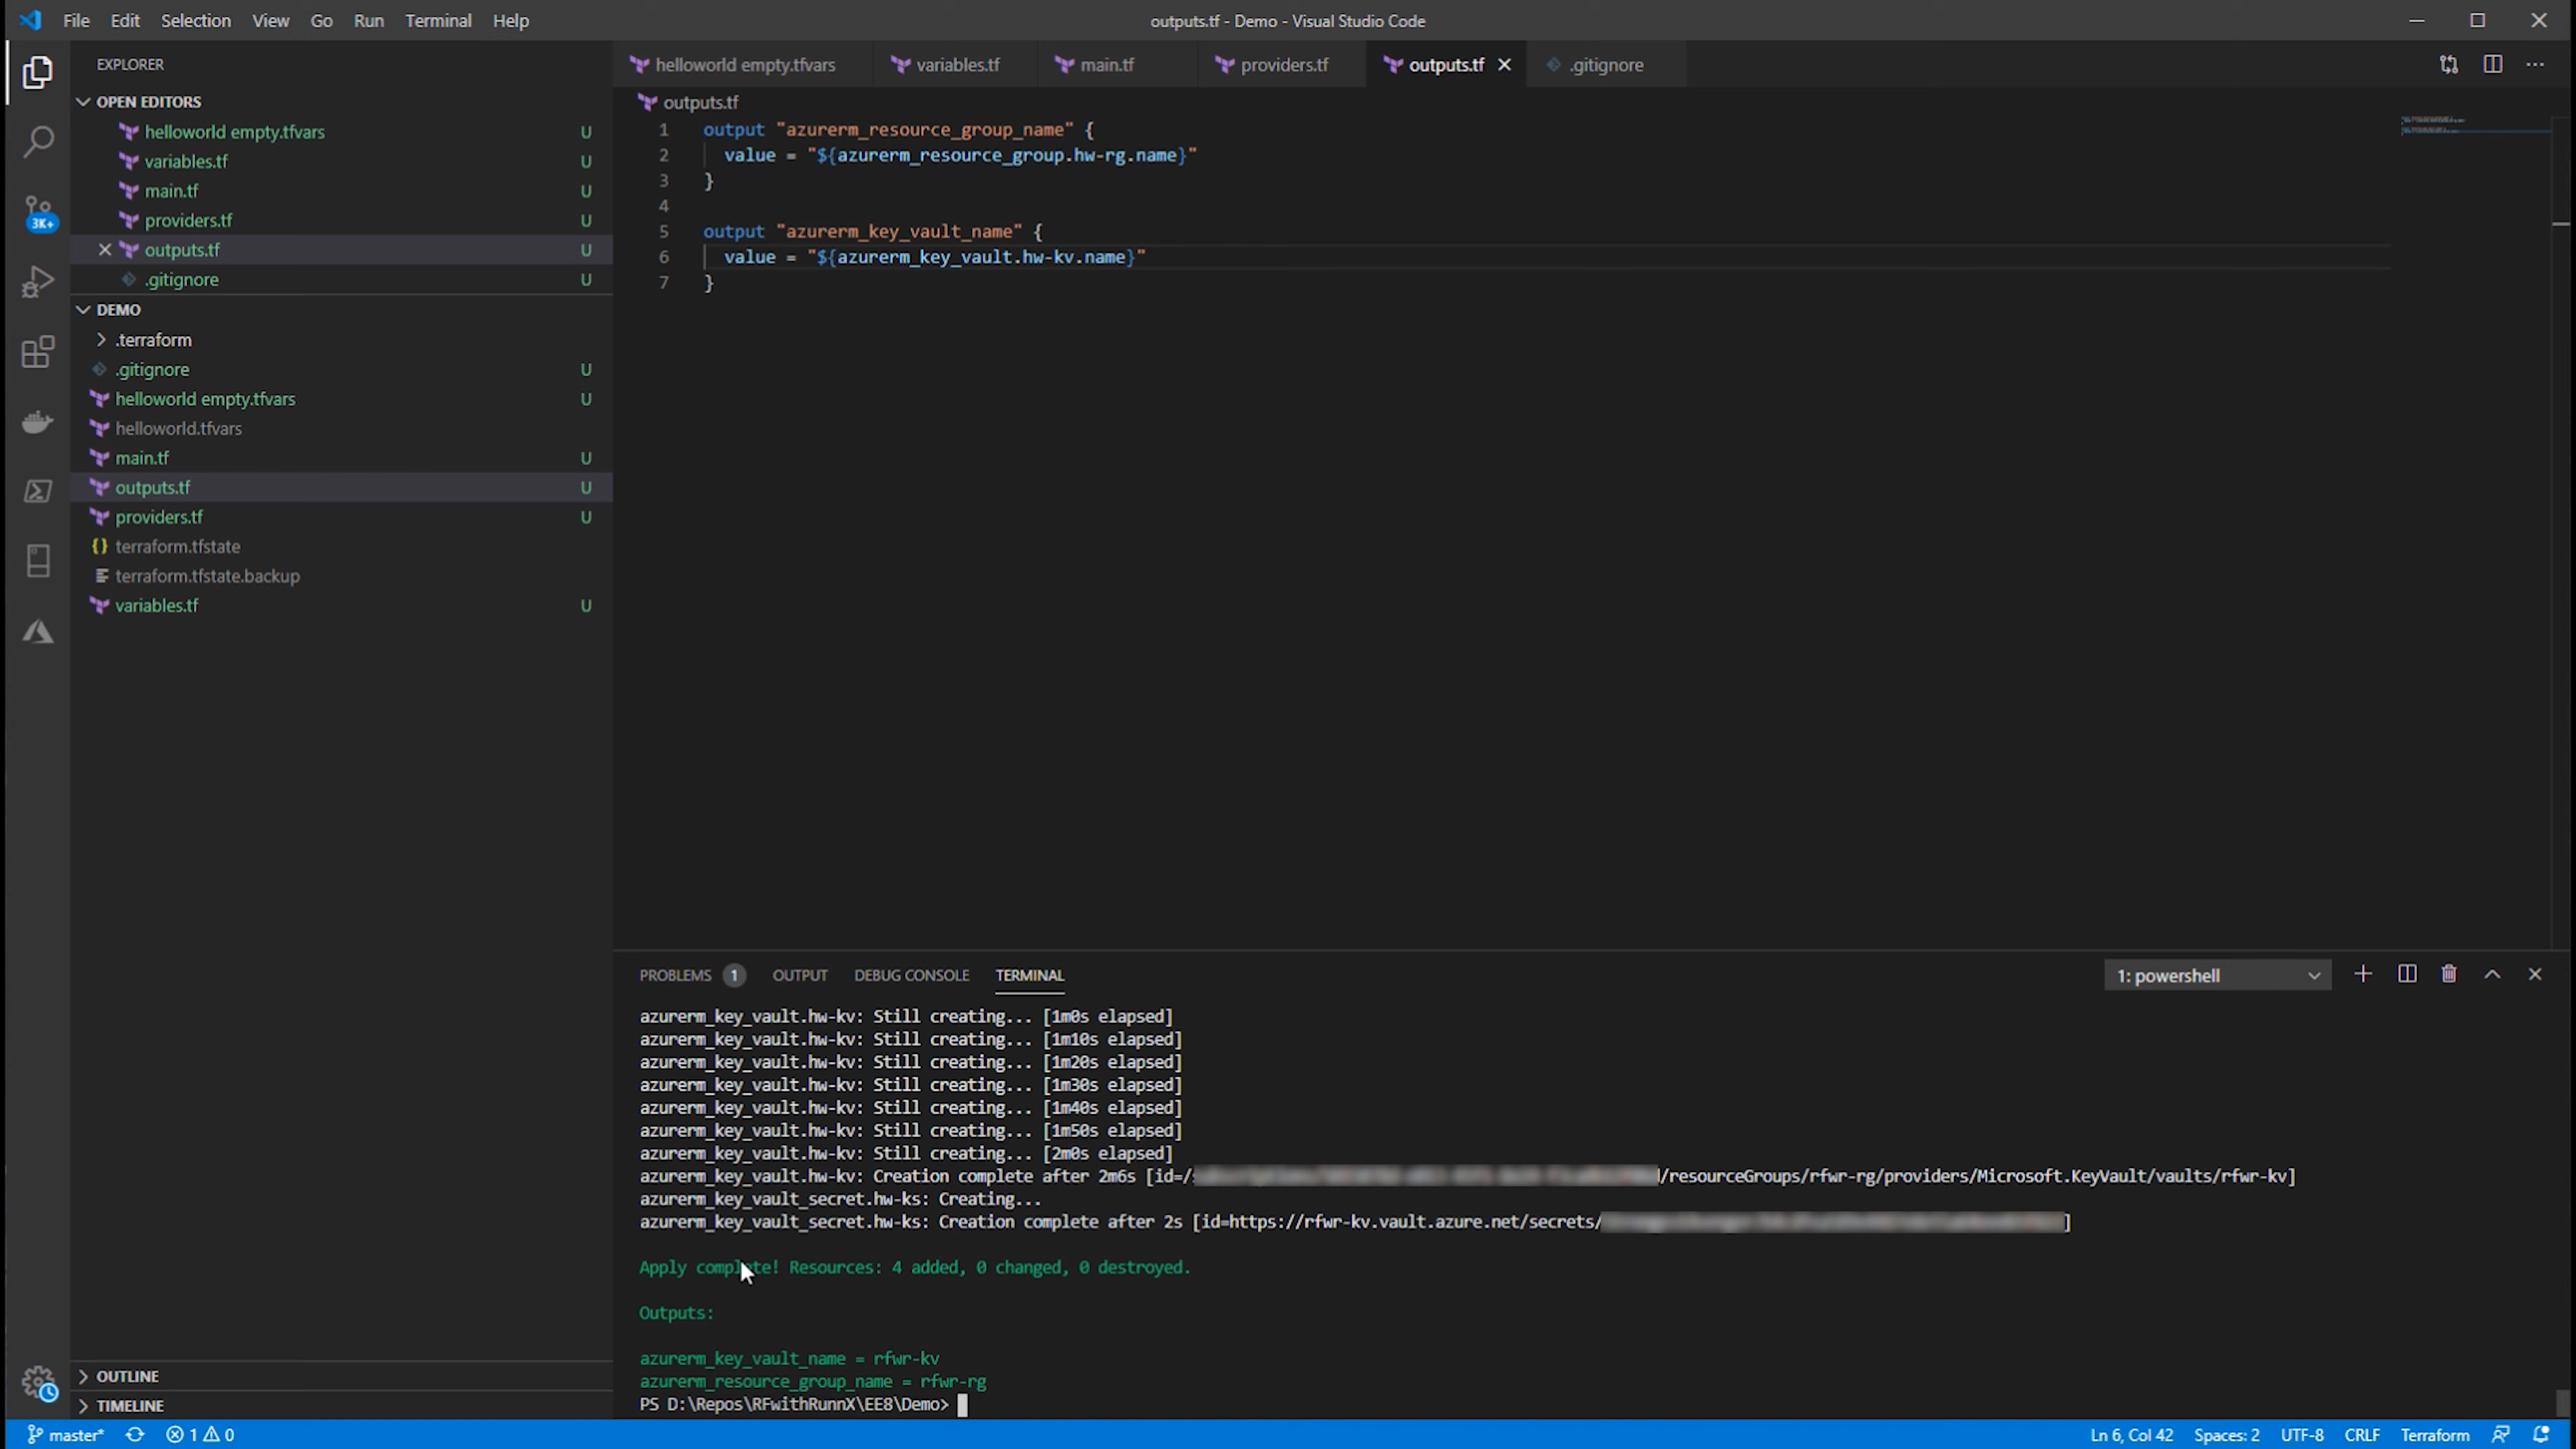 File Edit Selection View Go Run Terminal Help
outputs.tf - Demo - Visual Studio Code
EXPLORER
OPEN EDITORS
helloworld empty.tfvars U
variables.tf U
main.tf U
providers.tf U
outputs.tf U
.gitignore U
DEMO
.terraform
.gitignore U
helloworld empty.tfvars U
helloworld.tfvars
main.tf U
outputs.tf U
providers.tf U
terraform.tfstate
terraform.tfstate.backup
variables.tf U
3K+
OUTLINE
TIMELINE
helloworld empty.tfvars variables.tf main.tf providers.tf outputs.tf .gitignore
outputs.tf
1 output "azurerm_resource_group_name" {
2 value = "${azurerm_resource_group.hw-rg.name}"
3 }
4
5 output "azurerm_key_vault_name" {
6 value = "${azurerm_key_vault.hw-kv.name}"
7 }
PROBLEMS 1 OUTPUT DEBUG CONSOLE TERMINAL 1: powershell
azurerm_key_vault.hw-kv: Still creating... [1m0s elapsed]
azurerm_key_vault.hw-kv: Still creating... [1m10s elapsed]
azurerm_key_vault.hw-kv: Still creating... [1m20s elapsed]
azurerm_key_vault.hw-kv: Still creating... [1m30s elapsed]
azurerm_key_vault.hw-kv: Still creating... [1m40s elapsed]
azurerm_key_vault.hw-kv: Still creating... [1m50s elapsed]
azurerm_key_vault.hw-kv: Still creating... [2m0s elapsed]
azurerm_key_vault.hw-kv: Creation complete after 2m6s [id=/ /resourceGroups/rfwr-rg/providers/Microsoft.KeyVault/vaults/rfwr-kv]
azurerm_key_vault_secret.hw-ks: Creating...
azurerm_key_vault_secret.hw-ks: Creation complete after 2s [id=https://rfwr-kv.vault.azure.net/secrets/ ]
Apply complete! Resources: 4 added, 0 changed, 0 destroyed.
Outputs:
azurerm_key_vault_name = rfwr-kv
azurerm_resource_group_name = rfwr-rg
PS D:\Repos\RFwithRunnX\EE8\Demo>
master* 1 0 Ln 6, Col 42 Spaces: 2 UTF-8 CRLF Terraform